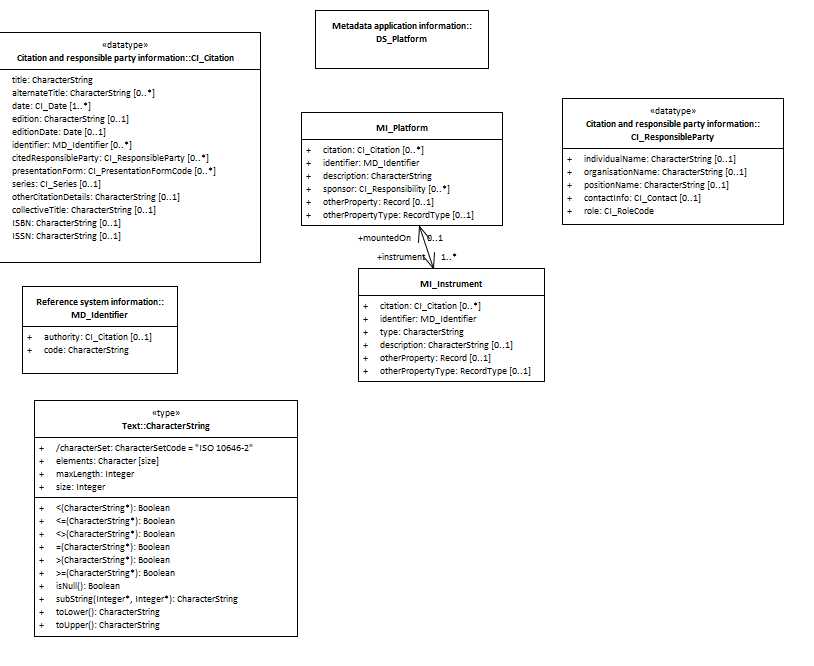 «datatype»
Citation and responsible party information::CI_Citation
title: CharacterString
alternateTitle: CharacterString [0..*]
date: CI_Date [1..*]
edition: CharacterString [0..1]
editionDate: Date [0..1]
identifier: MD_Identifier [0..*]
citedResponsibleParty: CI_ResponsibleParty [0..*]
presentationForm: CI_PresentationFormCode [0..*]
series: CI_Series [0..1]
otherCitationDetails: CharacterString [0..1]
collectiveTitle: CharacterString [0..1]
ISBN: CharacterString [0..1]
ISSN: CharacterString [0..1]
Metadata application information::
DS_Platform
MI_Platform
+ citation: CI_Citation [0..*]
+ identifier: MD_Identifier
+ description: CharacterString
+ sponsor: CI_Responsibility [0..*]
+ otherProperty: Record [0..1]
+ otherPropertyType: RecordType [0..1]
«datatype»
Citation and responsible party information::
CI_ResponsibleParty
+ individualName: CharacterString [0..1]
+ organisationName: CharacterString [0..1]
+ positionName: CharacterString [0..1]
+ contactInfo: CI_Contact [0..1]
+ role: CI_RoleCode
+mountedOn 0..1
+instrument 1..*
MI_Instrument
+ citation: CI_Citation [0..*]
+ identifier: MD_Identifier
+ type: CharacterString
+ description: CharacterString [0..1]
+ otherProperty: Record [0..1]
+ otherPropertyType: RecordType [0..1]
Reference system information::
MD_Identifier
+ authority: CI_Citation [0..1]
+ code: CharacterString
«type»
Text::CharacterString
+ /characterSet: CharacterSetCode = "ISO 10646-2"
+ elements: Character [size]
+ maxLength: Integer
+ size: Integer
+ <(CharacterString*): Boolean
+ <=(CharacterString*): Boolean
+ <>(CharacterString*): Boolean
+ =(CharacterString*): Boolean
+ >(CharacterString*): Boolean
+ >=(CharacterString*): Boolean
+ isNull(): Boolean
+ subString(Integer*, Integer*): CharacterString
+ toLower(): CharacterString
+ toUpper(): CharacterString